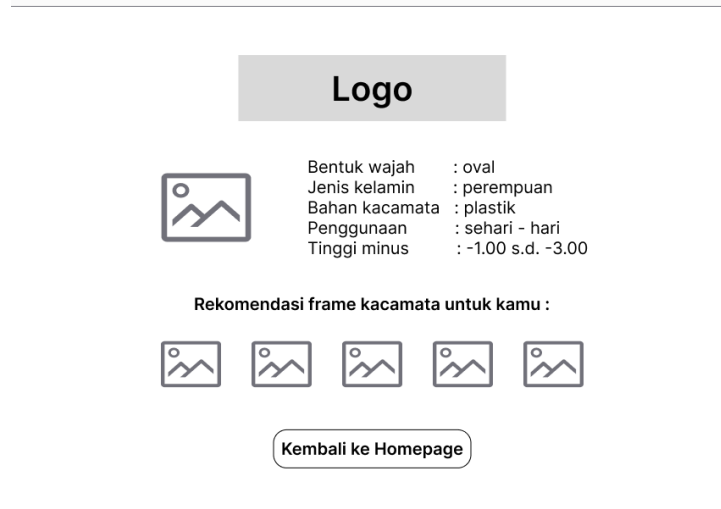 Logo
Bentuk wajah : oval
Jenis kelamin : perempuan
Bahan kacamata : plastik
Penggunaan : sehari - hari
Tinggi minus : -1.00 s.d. -3.00
Rekomendasi frame kacamata untuk kamu :
Kembali ke Homepage